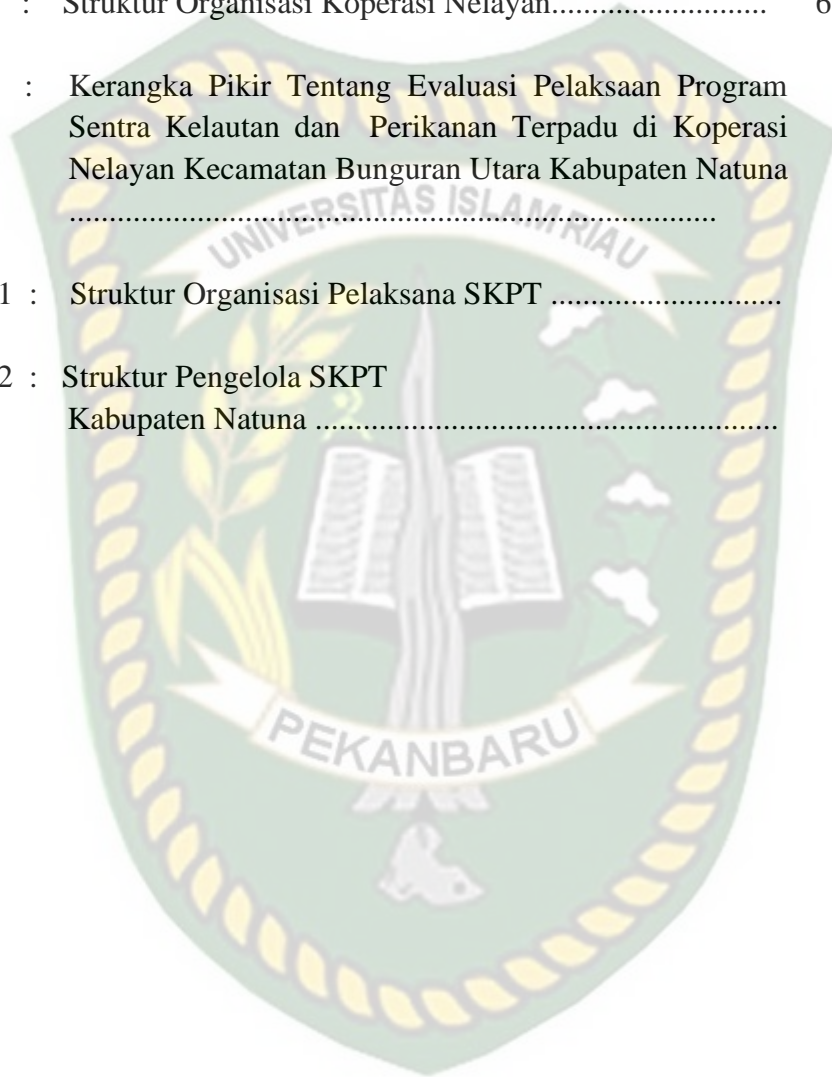 : Struktur Organisasi Koperasi Nelayan........................... 6
: Kerangka Pikir Tentang Evaluasi Pelaksaan Program
Sentra Kelautan dan Perikanan Terpadu di Koperasi
Nelayan Kecamatan Bunguran Utara Kabupaten Natuna
.................................................................................
1 : Struktur Organisasi Pelaksana SKPT .............................
2 : Struktur Pengelola SKPT
Kabupaten Natuna ..........................................................
UNIVERSITAS ISLAM RIAU
PEKANBARU